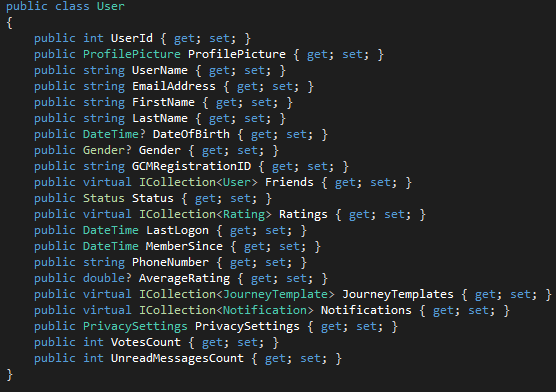 public class User
{
public int UserId { get; set; }
public ProfilePicture ProfilePicture { get; set; }
public string UserName { get; set; }
public string EmailAddress { get; set; }
public string FirstName { get; set; }
public string LastName { get; set; }
public DateTime? DateOfBirth { get; set; }
public Gender? Gender { get; set; }
public string GCMRegistrationID { get; set; }
public virtual ICollection<User> Friends { get; set; }
public Status Status { get; set; }
public virtual ICollection<Rating> Ratings { get; set; }
public DateTime LastLogon { get; set; }
public DateTime MemberSince { get; set; }
public string PhoneNumber { get; set; }
public double? AverageRating { get; set; }
public virtual ICollection<JourneyTemplate> JourneyTemplates { get; set; }
public virtual ICollection<Notification> Notifications { get; set; }
public PrivacySettings PrivacySettings { get; set; }
public int VotesCount { get; set; }
public int UnreadMessagesCount { get; set; }
}